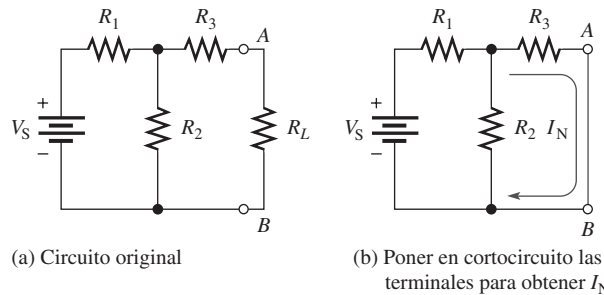 R1
R3
A
+
VS
−
R2
RL
B
(a) Circuito original
R1
R3
A
+
VS
−
R2
IN
B
(b) Poner en cortocircuito las
terminales para obtener IN